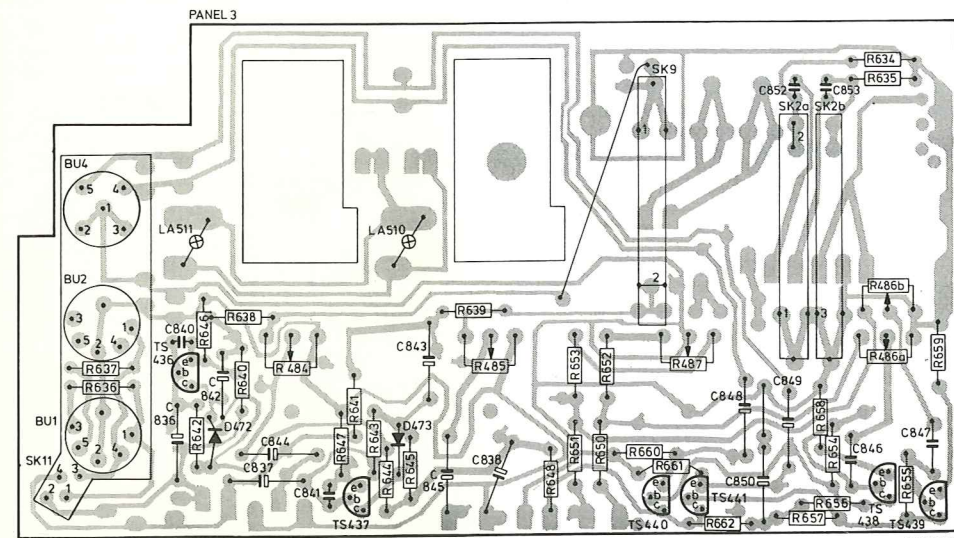 PANEL 3
R634
SK9
R635
C852
C853
SK2a
SK2b
1
2
BU4
5
4
1
2
3
LA511
LA510
BU2
2
R486b
3
1
5
2
4
R638
R639
1
3
C840
R646
C843
R484
R485
R653
R652
R487
R486a
R659
TS
436
e
b
c
R637
R636
C
842
R640
C849
C848
BU1
3
1
5
2
4
C
836
R642
D472
R641
R643
D473
R658
C844
R647
R644
R645
R651
R650
R660
R654
C846
C847
SK11
4
3
2
1
C837
C
845
C838
R648
R661
C850
R655
C841
e
b
c
TS437
e
b
c
e
b
c
TS441
TS440
R662
R656
R657
e
b
c
TS
438
TS439
e
b
c